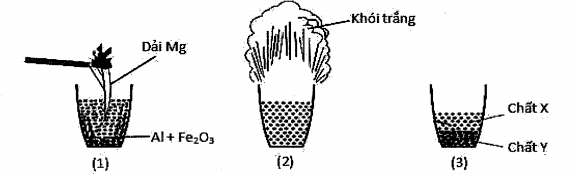 Dải Mg
Al + Fe₂O₃
(1)
Khói trắng
(2)
Chất X
Chất Y
(3)